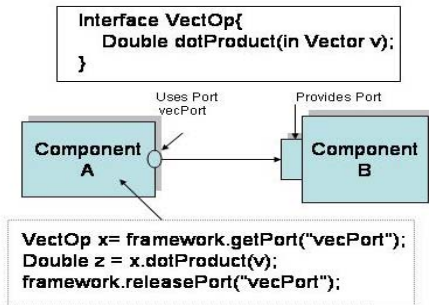 Interface VectOp{
Double dotProduct(in Vector v);
}
Uses Port
vecPort
Provides Port
Component
A
Component
B
VectOp x= framework.getPort("vecPort");
Double z = x.dotProduct(v);
framework.releasePort("vecPort");